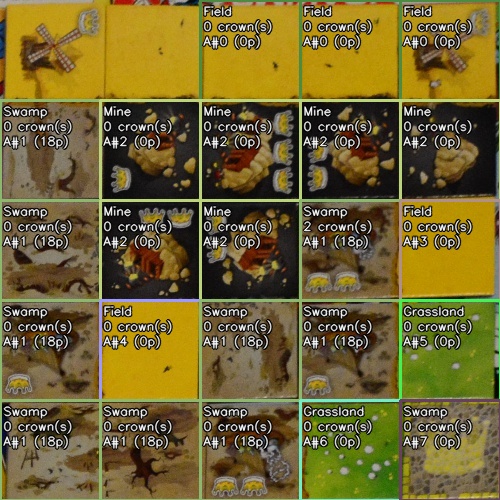 Field
0 crown(s)
A#0 (0p)
Field
0 crown(s)
A#0 (0p)
Field
0 crown(s)
A#0 (0p)
Swamp
0 crown(s)
A#1 (18p)
Mine
0 crown(s)
A#2 (0p)
Mine
0 crown(s)
A#2 (0p)
Mine
0 crown(s)
A#2 (0p)
Mine
0 crown(s)
A#2 (0p)
Swamp
0 crown(s)
A#1 (18p)
Mine
0 crown(s)
A#2 (0p)
Mine
0 crown(s)
A#2 (0p)
Swamp
2 crown(s)
A#1 (18p)
Field
0 crown(s)
A#3 (0p)
Swamp
0 crown(s)
A#1 (18p)
Field
0 crown(s)
A#4 (0p)
Swamp
0 crown(s)
A#1 (18p)
Swamp
0 crown(s)
A#1 (18p)
Grassland
0 crown(s)
A#5 (0p)
Swamp
0 crown(s)
A#1 (18p)
Swamp
0 crown(s)
A#1 (18p)
Swamp
0 crown(s)
A#1 (18p)
Grassland
0 crown(s)
A#6 (0p)
Swamp
0 crown(s)
A#7 (0p)